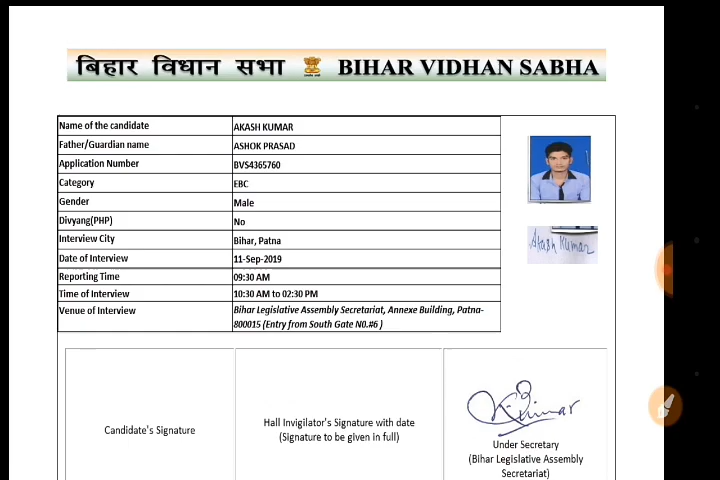 बिहार विधान सभा BIHAR VIDHAN SABHA
Name of the candidate AKASH KUMAR
Father/Guardian name ASHOK PRASAD
Application Number BVS4365760
Category EBC
Gender Male
Divyang(PHP) No
Interview City Bihar, Patna
Date of Interview 11-Sep-2019
Reporting Time 09:30 AM
Time of Interview 10:30 AM to 02:30 PM
Venue of Interview Bihar Legislative Assembly Secretariat, Annexe Building, Patna-
800015 (Entry from South Gate N0.#6 )
Akash Kumar
Candidate's Signature
Hall Invigilator's Signature with date
(Signature to be given in full)
Under Secretary
(Bihar Legislative Assembly
Secretariat)